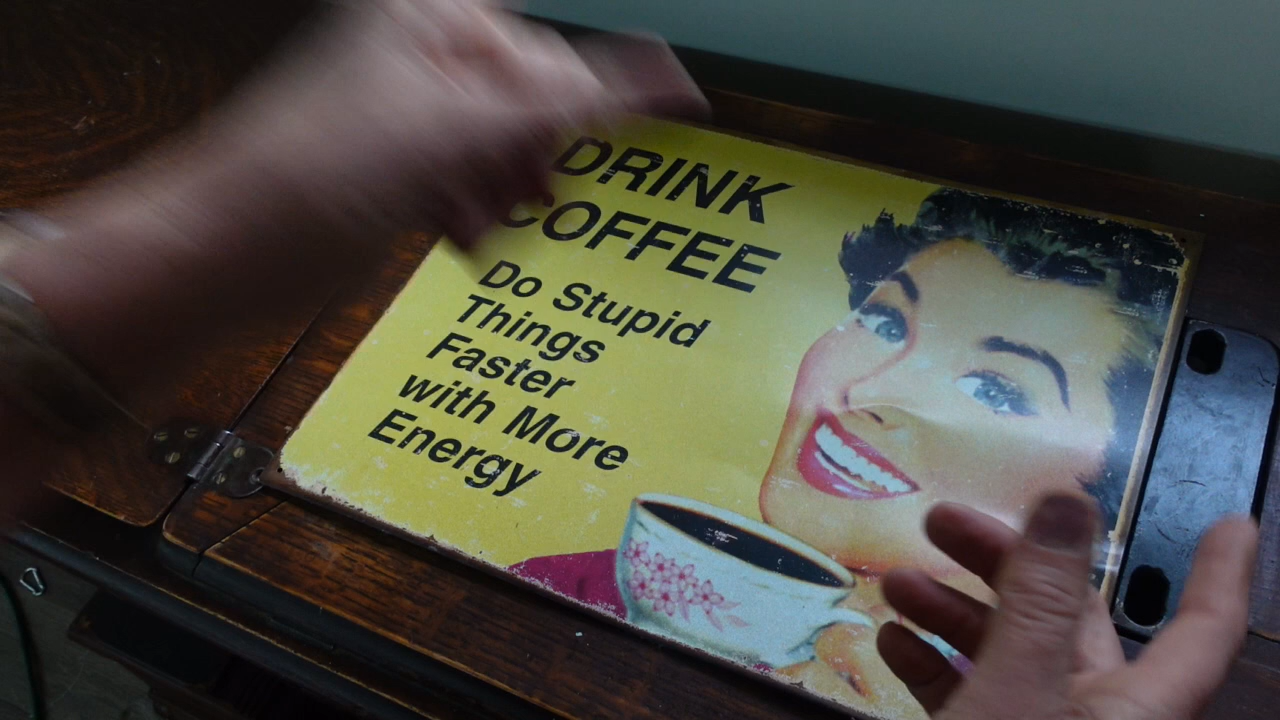 DRINK
COFFEE
Do Stupid
Things
Faster
with More
Energy